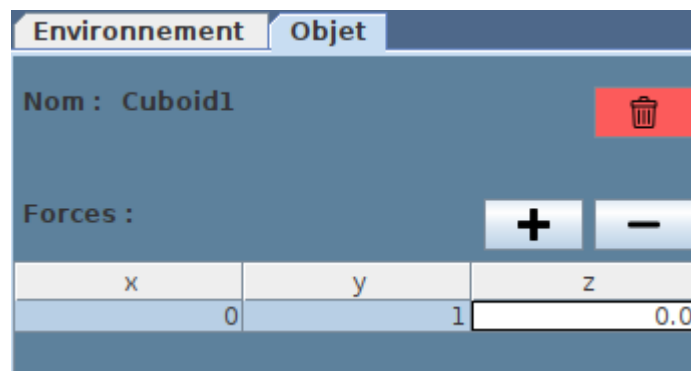 Environnement Objet
Nom : Cuboid1
Forces :
x y z
0 1 0.0